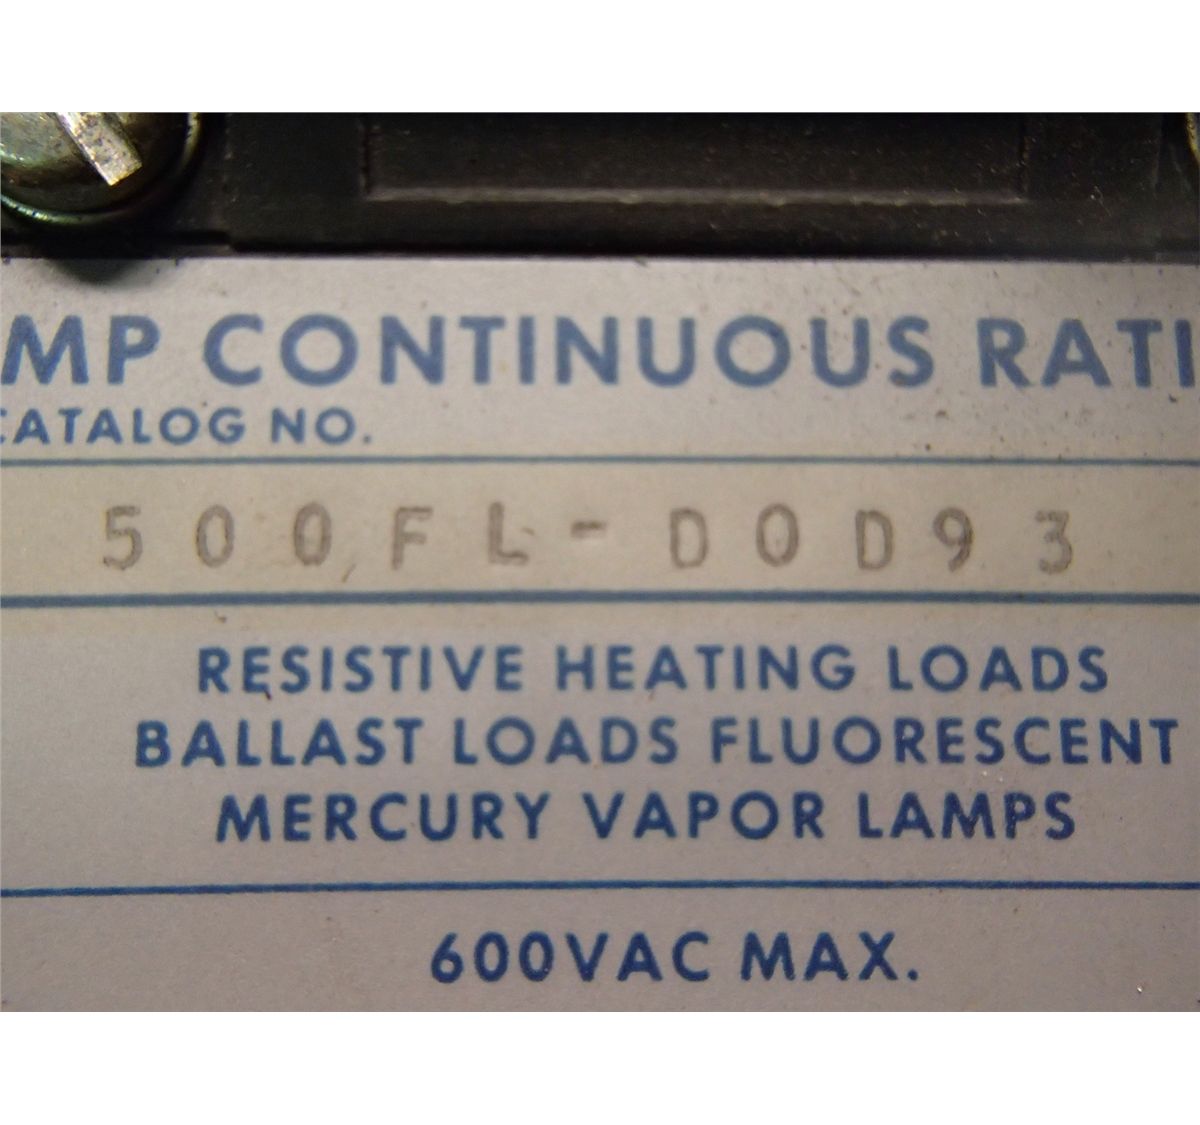 MP CONTINUOUS RATI
CATALOG NO.
500FL-D0D93
RESISTIVE HEATING LOADS
BALLAST LOADS FLUORESCENT
MERCURY VAPOR LAMPS
600VAC MAX.